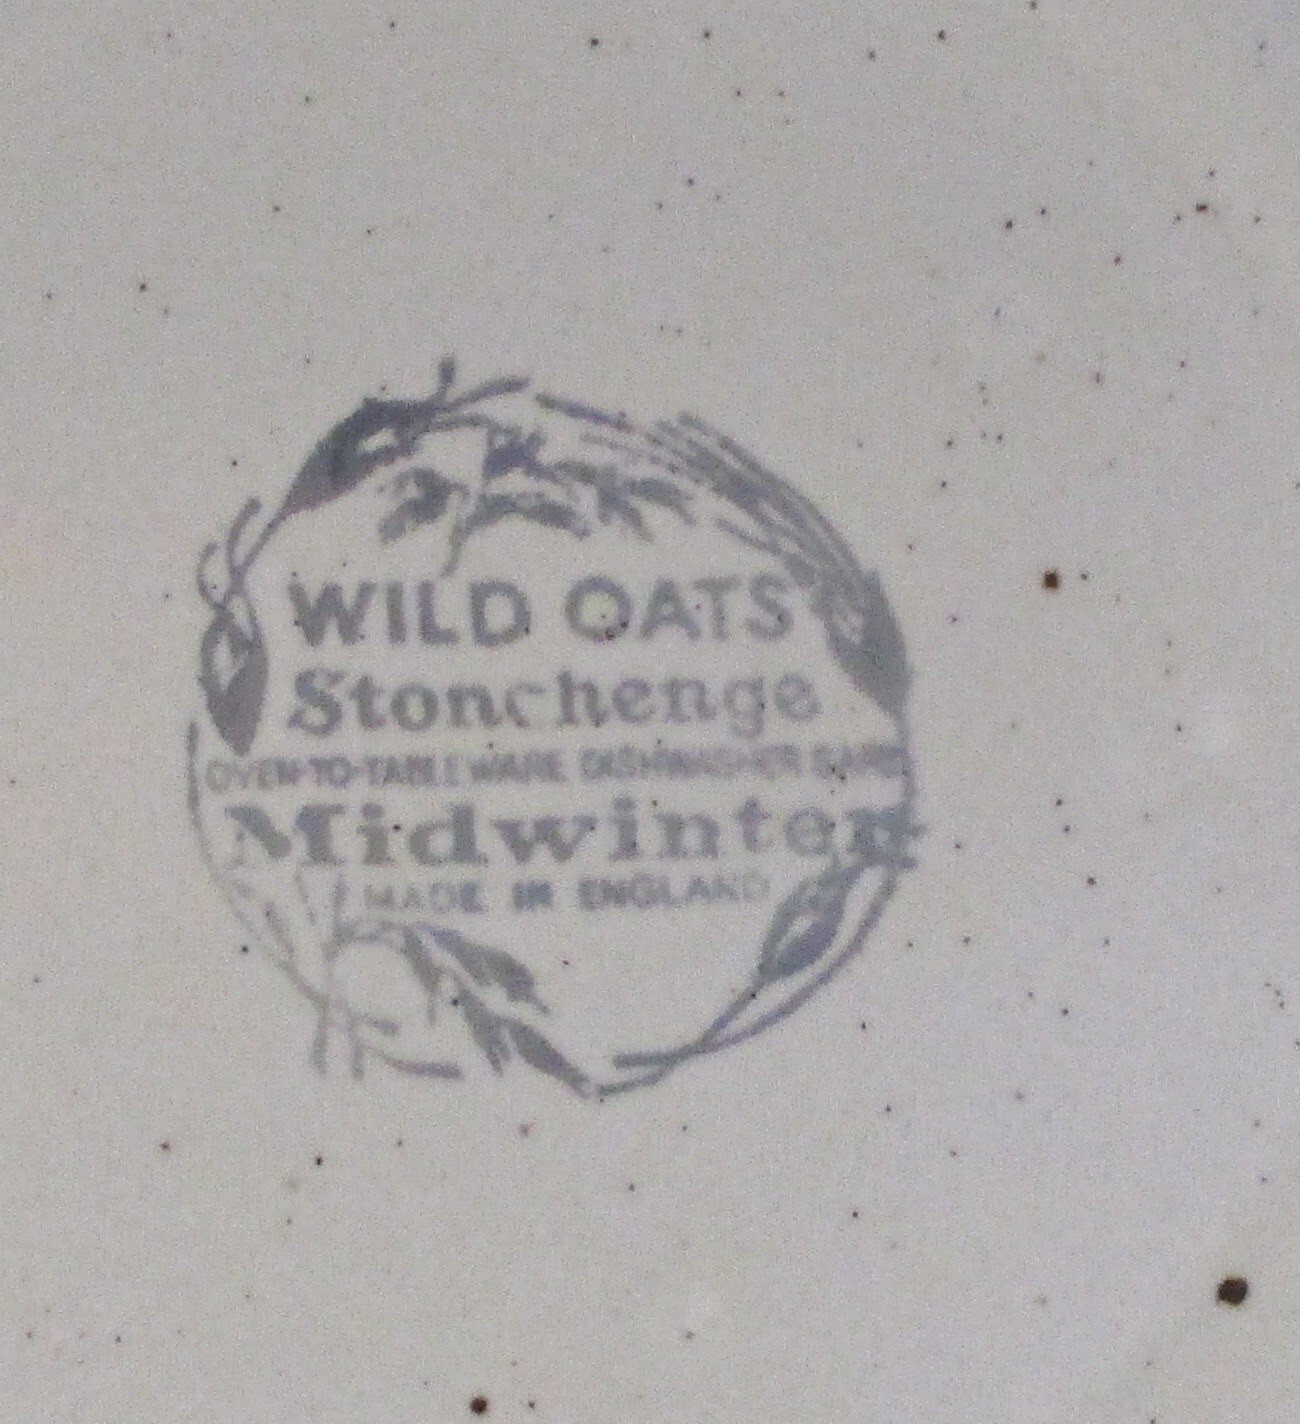 WILD OATS
Stonehenge
OVEN-TO-TABLEWARE DISHWASHER SAFE
Midwinter
MADE IN ENGLAND